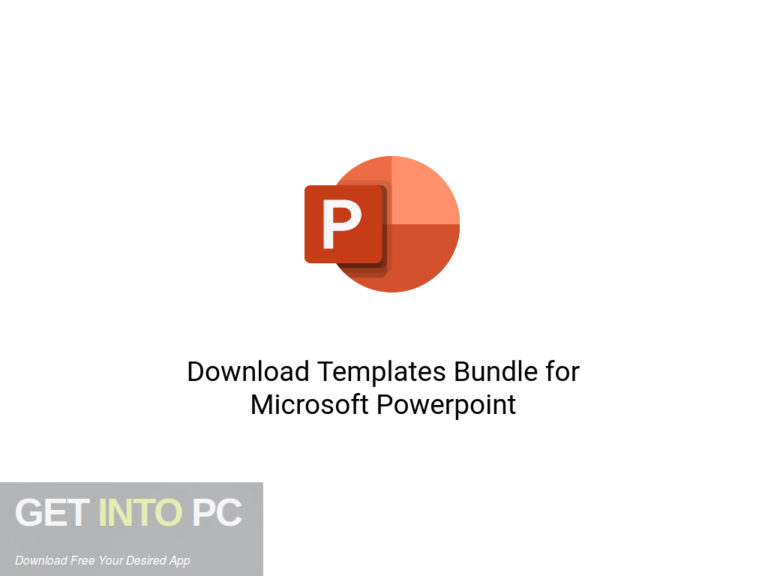 P
Download Templates Bundle for
Microsoft Powerpoint
GET INTO PC
Download Free Your Desired App